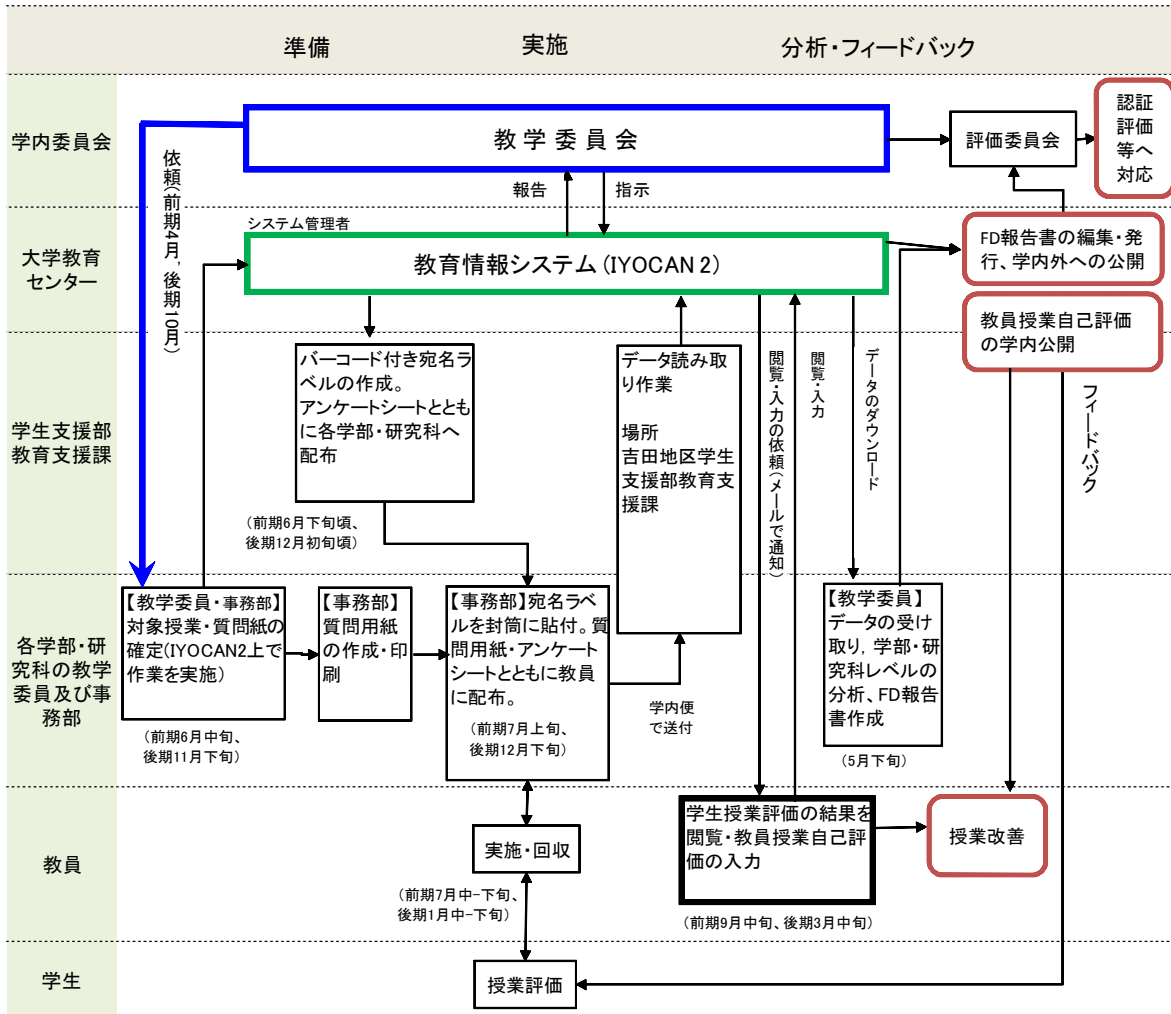 準備
実施
分析・フィードバック
学内委員会
教 学 委 員 会
評価委員会
認証
評価
等へ
対応
依頼(前期4月, 後期10月)
報告
指示
大学教育
センター
システム管理者
教育情報システム(IYOCAN 2)
FD報告書の編集・発
行、学内外への公開
教員授業自己評価
の学内公開
学生支援部
教育支援課
バーコード付き宛名ラ
ベルの作成。
アンケートシートととも
に各学部・研究科へ
配布
(前期6月下旬頃、
後期12月初旬頃)
データ読み取
り作業
場所
吉田地区学生
支援部教育支
援課
閲覧・入力の依頼(メールで通知)
閲覧・入力
データのダウンロード
フィードバック
各学部・研
究科の教学
委員及び事
務部
【教学委員・事務部】
対象授業・質問紙の
確定(IYOCAN2上で
作業を実施)
(前期6月中旬、
後期11月下旬)
【事務部】
質問用紙
の作成・印
刷
【事務部】宛名ラベ
ルを封筒に貼付。質
問用紙・アンケート
シートとともに教員
に配布。
(前期7月上旬、
後期12月下旬)
学内便
で送付
【教学委員】
データの受け
取り, 学部・研
究科レベルの
分析、FD報告
書作成
(5月下旬)
教員
実施・回収
(前期7月中-下旬、
後期1月中-下旬)
学生授業評価の結果を
閲覧・教員授業自己評
価の入力
(前期9月中旬、後期3月中旬)
授業改善
学生
授業評価